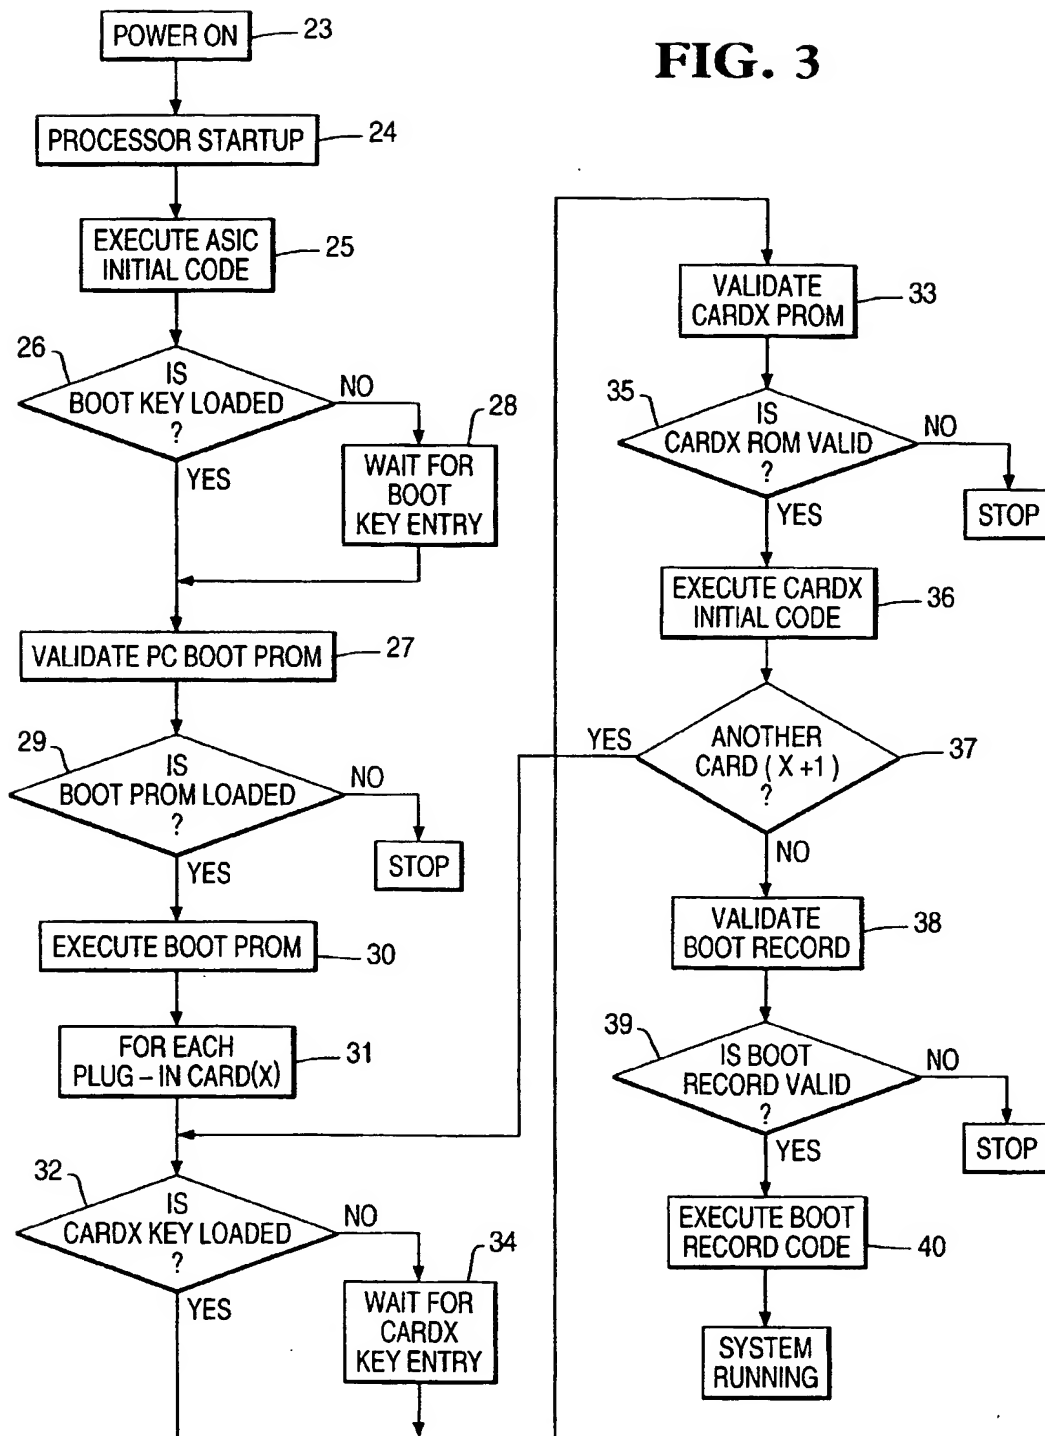 FIG. 3
POWER ON
23
PROCESSOR STARTUP
24
EXECUTE ASIC
INITIAL CODE
25
26
IS
BOOT KEY LOADED
?
NO
YES
28
WAIT FOR
BOOT
KEY ENTRY
VALIDATE PC BOOT PROM
27
29
IS
BOOT PROM LOADED
?
NO
STOP
YES
EXECUTE BOOT PROM
30
FOR EACH
PLUG-IN CARD(X)
31
32
IS
CARDX KEY LOADED
?
NO
YES
34
WAIT FOR
CARDX
KEY ENTRY
VALIDATE
CARDX PROM
33
35
IS
CARDX ROM VALID
?
NO
STOP
YES
EXECUTE CARDX
INITIAL CODE
36
YES
ANOTHER
CARD (X+1)
?
37
NO
VALIDATE
BOOT RECORD
38
39
IS BOOT
RECORD VALID
?
NO
STOP
YES
EXECUTE BOOT
RECORD CODE
40
SYSTEM
RUNNING